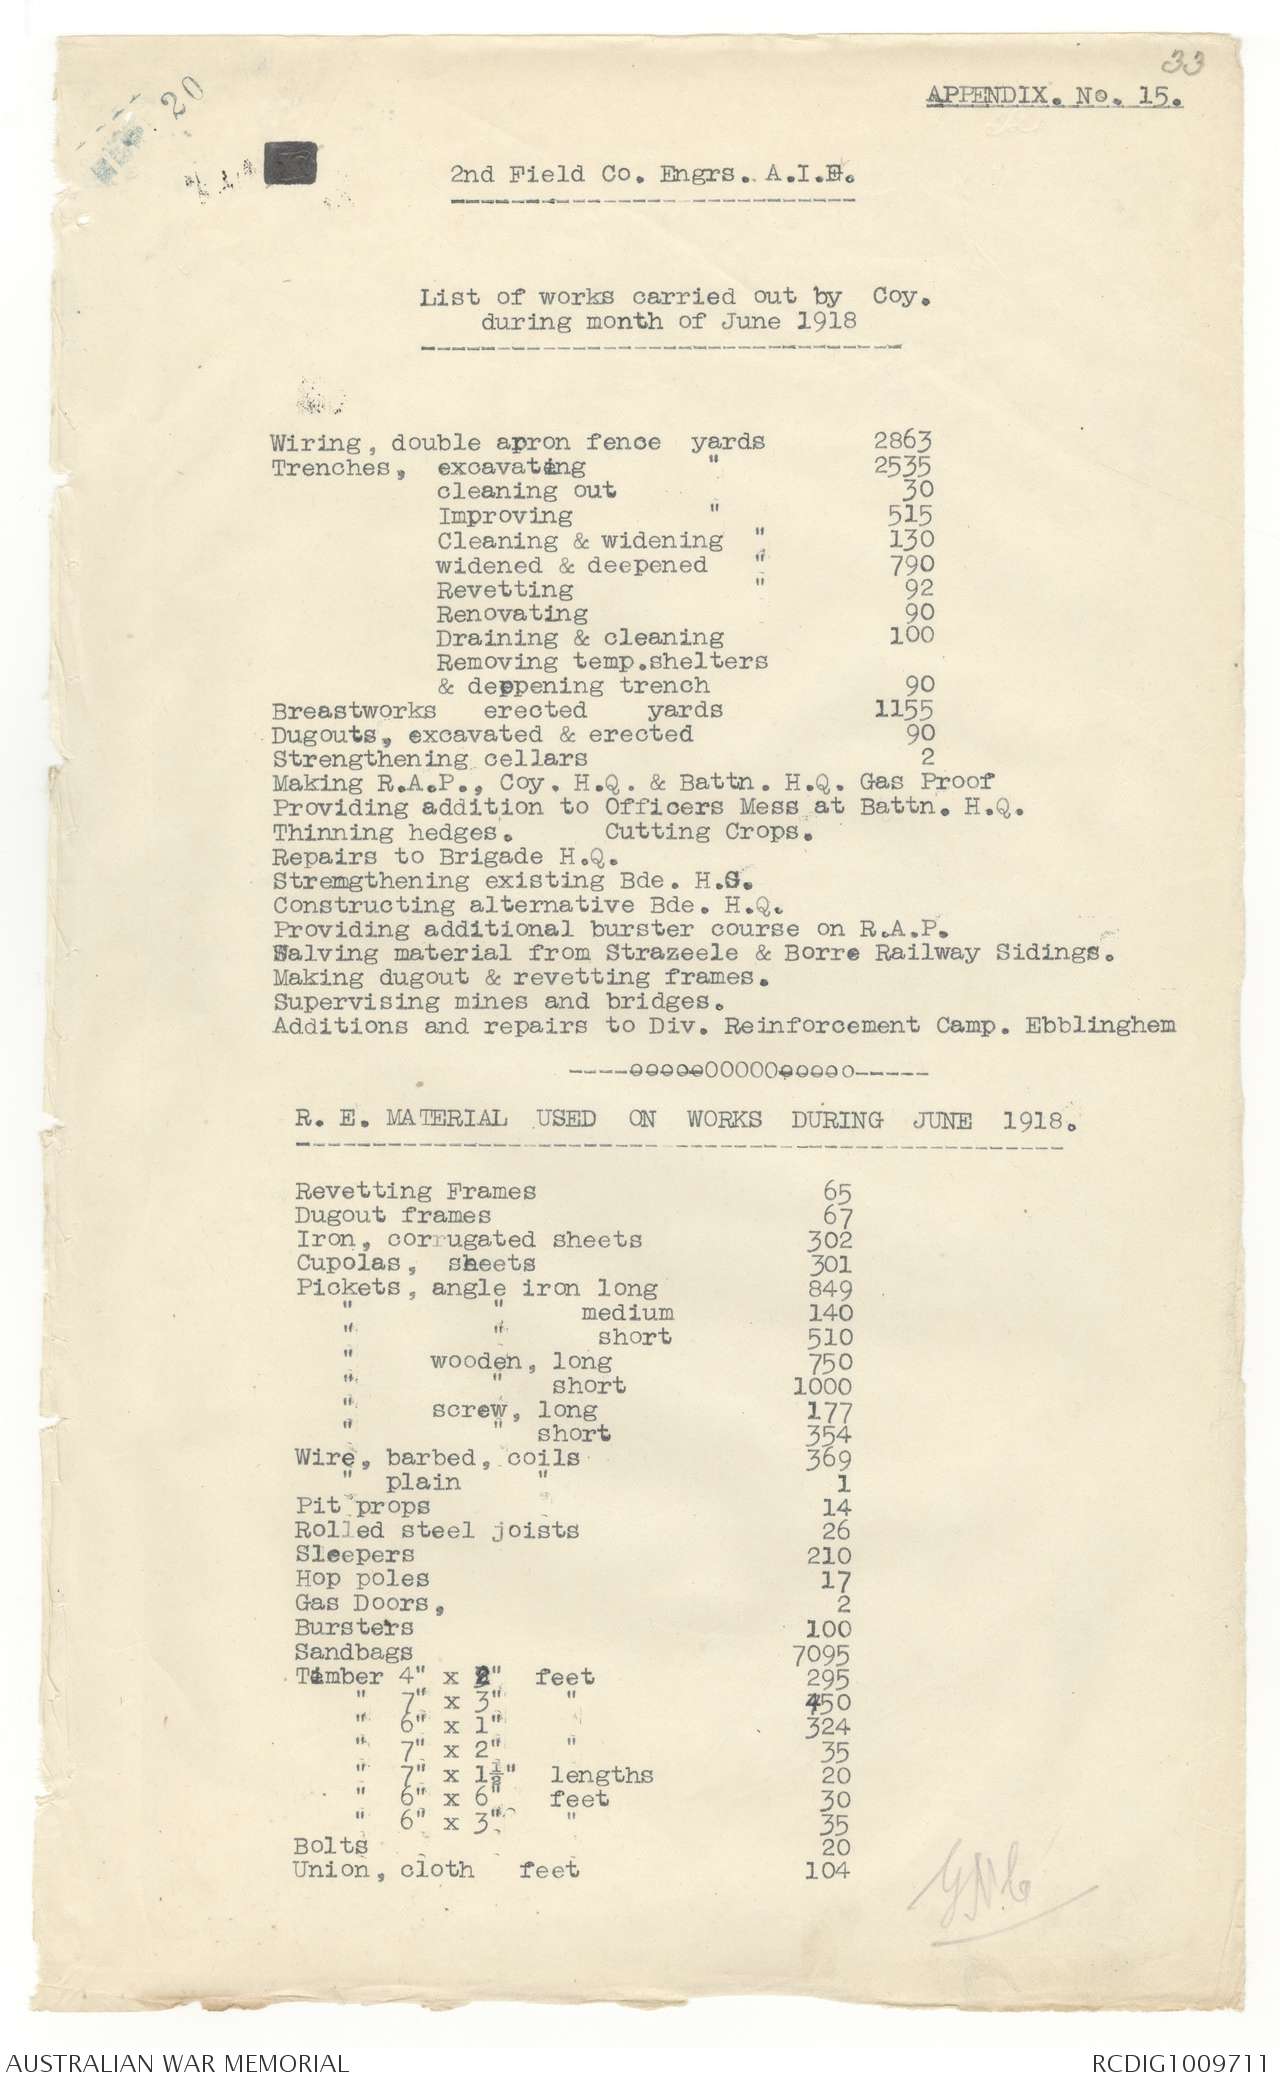 33
20
APPENDIX. No. 15.
2nd Field Co. Engrs. A.I.F.
List of works carried out by Coy.
during month of June 1918
Wiring, double apron fence yards 2863
Trenches, excavating " 2535
cleaning out 30
Improving " 515
Cleaning & widening " 130
widened & deepened " 790
Revetting " 92
Renovating 90
Draining & cleaning 100
Removing temp.shelters
& deppening trench 90
Breastworks erected yards 1155
Dugouts, excavated & erected 90
Strengthening cellars 2
Making R.A.P., Coy. H.Q. & Battn. H.Q. Gas Proof
Providing addition to Officers Mess at Battn. H.Q.
Thinning hedges. Cutting Crops.
Repairs to Brigade H.Q.
Stremgthening existing Bde. H.S.
Constructing alternative Bde. H.Q.
Providing additional burster course on R.A.P.
Salving material from Strazeele & Borre Railway Sidings.
Making dugout & revetting frames.
Supervising mines and bridges.
Additions and repairs to Div. Reinforcement Camp. Ebblinghem
----ooooo00000ooooo-----
R. E. MATERIAL USED ON WORKS DURING JUNE 1918.
Revetting Frames 65
Dugout frames 67
Iron, corrugated sheets 302
Cupolas, sheets 301
Pickets, angle iron long 849
" " medium 140
" " short 510
" wooden, long 750
" " short 1000
" screw, long 177
" " short 354
Wire, barbed, coils 369
" plain " 1
Pit props 14
Rolled steel joists 26
Sleepers 210
Hop poles 17
Gas Doors, 2
Bursters 100
Sandbags 7095
Timber 4" x 2" feet 295
" 7" x 3" " 450
" 6" x 1" " 324
" 7" x 2" " 35
" 7" x 1½" lengths 20
" 6" x 6" feet 30
" 6" x 3" " 35
Bolts 20
Union, cloth feet 104
AUSTRALIAN WAR MEMORIAL
RCDIG1009711